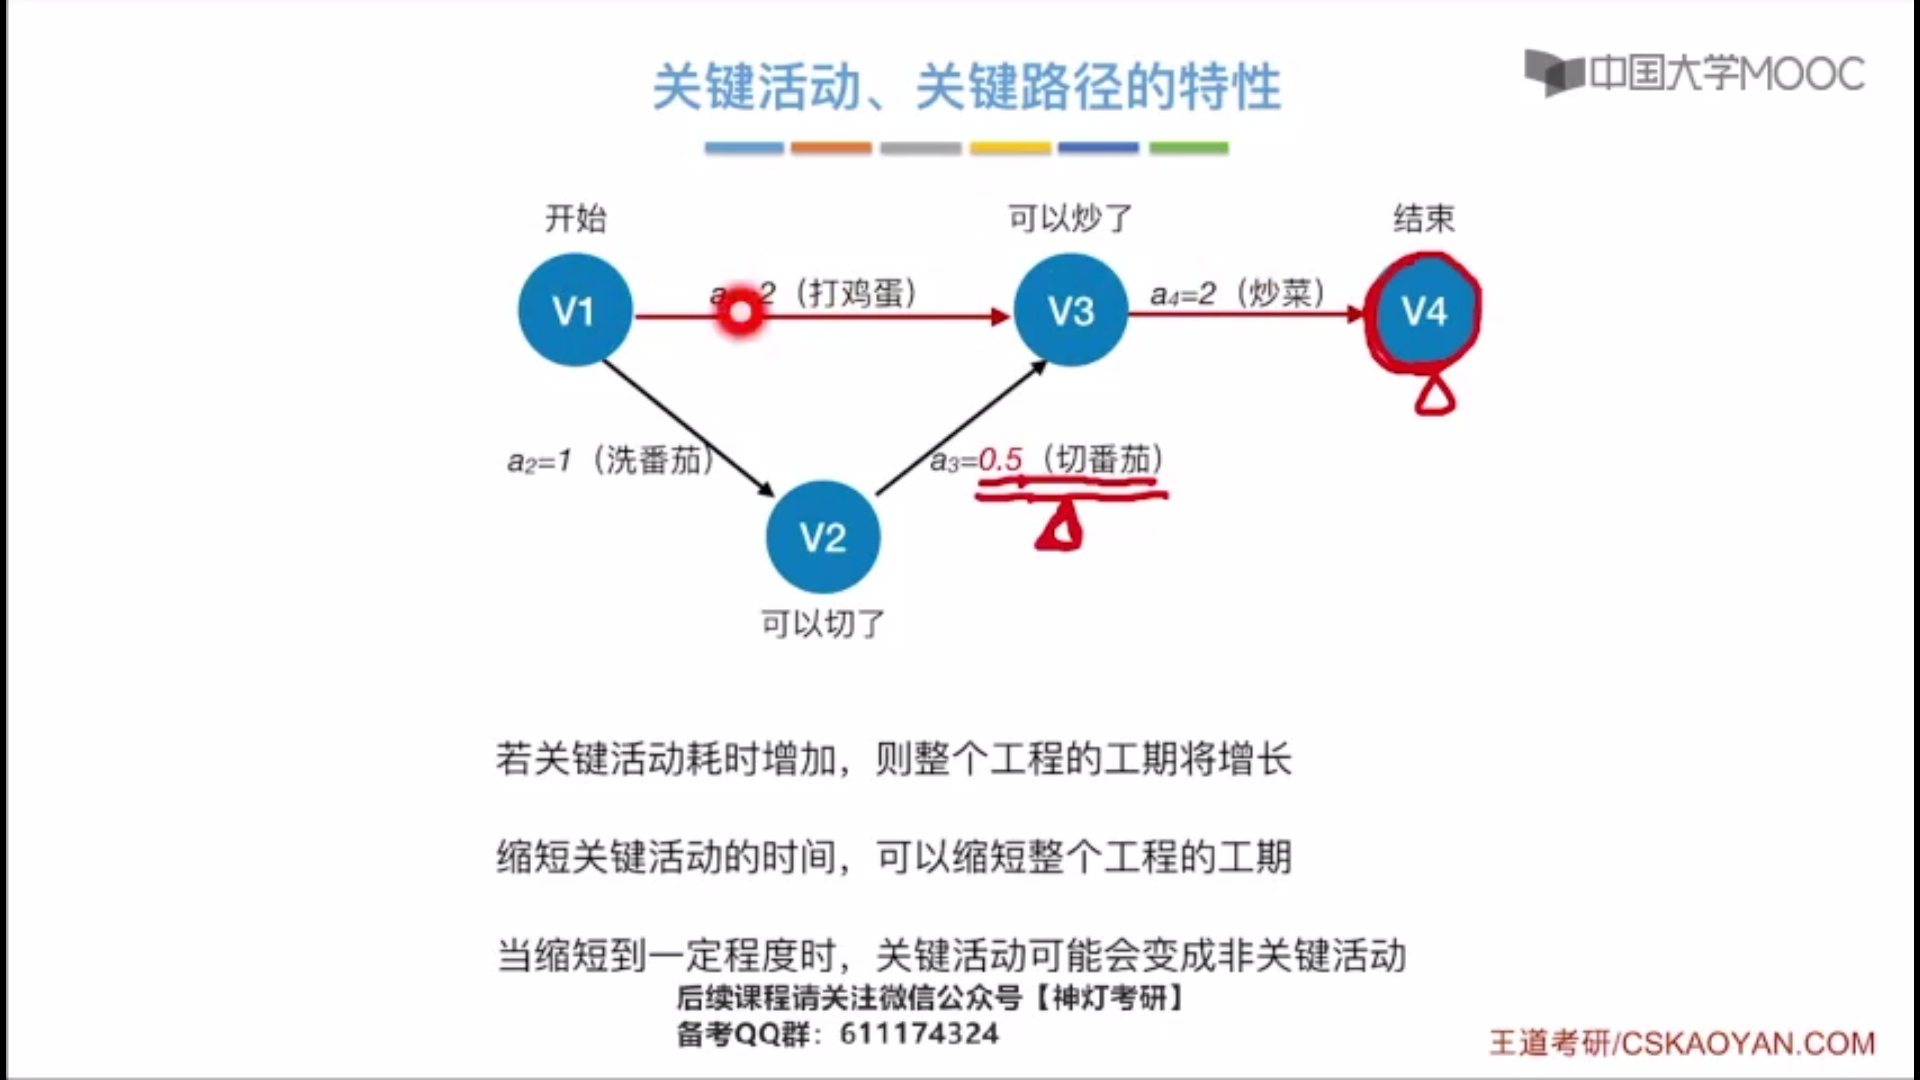 关键活动、关键路径的特性
中国大学MOOC
开始
可以炒了
结束
V1
2（打鸡蛋）
V3
a4=2（炒菜）
V4
a2=1（洗番茄）
a3=0.5（切番茄）
V2
可以切了
若关键活动耗时增加，则整个工程的工期将增长
缩短关键活动的时间，可以缩短整个工程的工期
当缩短到一定程度时，关键活动可能会变成非关键活动
后续课程请关注微信公众号【神灯考研】
备考QQ群：611174324
王道考研/CSKAOYAN.COM